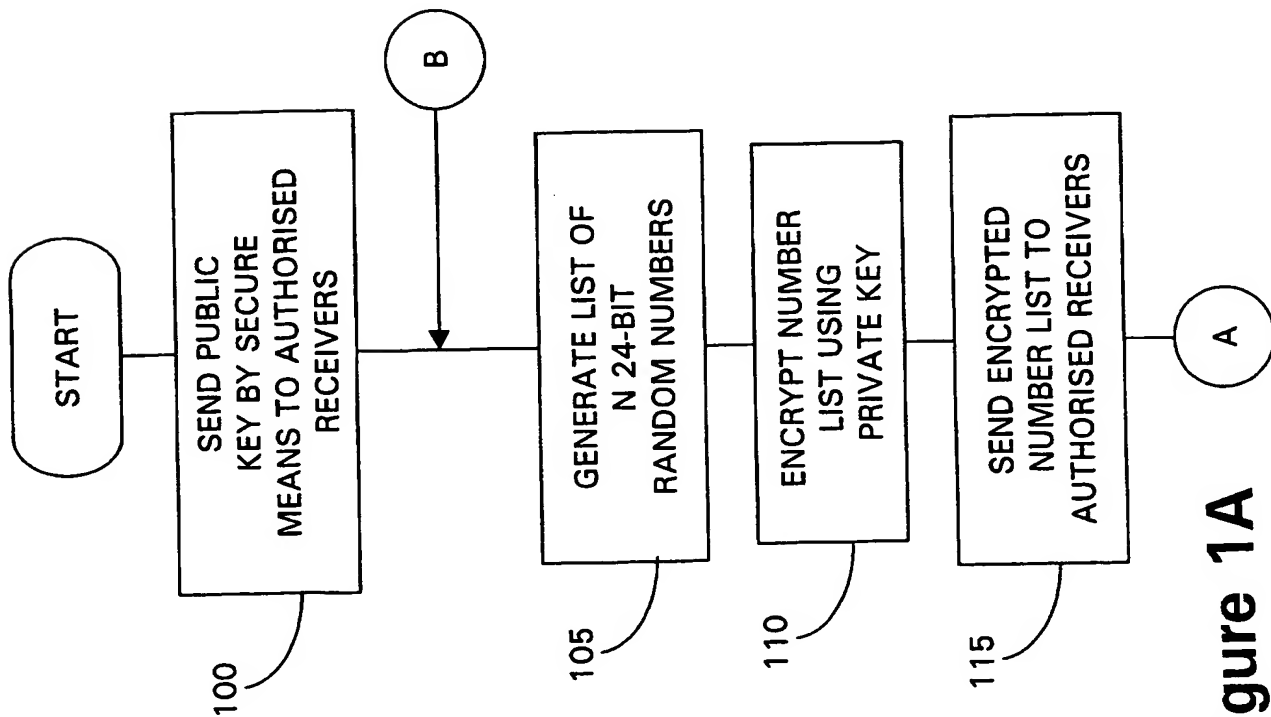 START
SEND PUBLIC
KEY BY SECURE
MEANS TO AUTHORISED
RECEIVERS
100
B
GENERATE LIST OF
N 24-BIT
RANDOM NUMBERS
105
ENCRYPT NUMBER
LIST USING
PRIVATE KEY
110
SEND ENCRYPTED
NUMBER LIST TO
AUTHORISED RECEIVERS
115
A
gure 1A